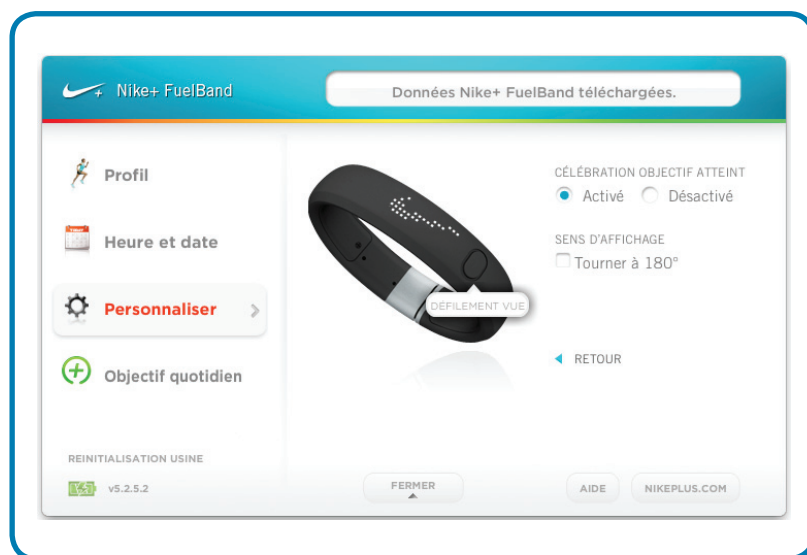 Nike+ FuelBand
Données Nike+ FuelBand téléchargées.
Profil
Heure et date
Personnaliser
Objectif quotidien
REINITIALISATION USINE
v5.2.5.2
DÉFILEMENT VUE
CÉLÉBRATION OBJECTIF ATTEINT
Activé Désactivé
SENS D'AFFICHAGE
Tourner à 180°
RETOUR
FERMER
AIDE
NIKEPLUS.COM